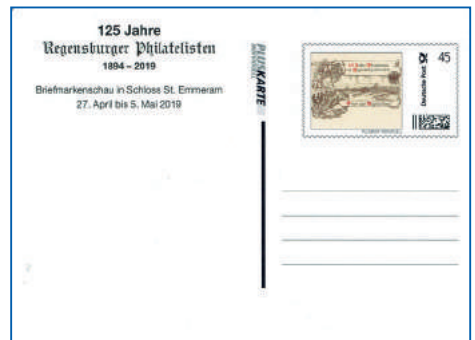 125 Jahre
Regensburger Philatelisten
1894 – 2019
Briefmarkenschau in Schloss St. Emmeram
27. April bis 5. Mai 2019
PLUSKARTE
Deutsche Post
45